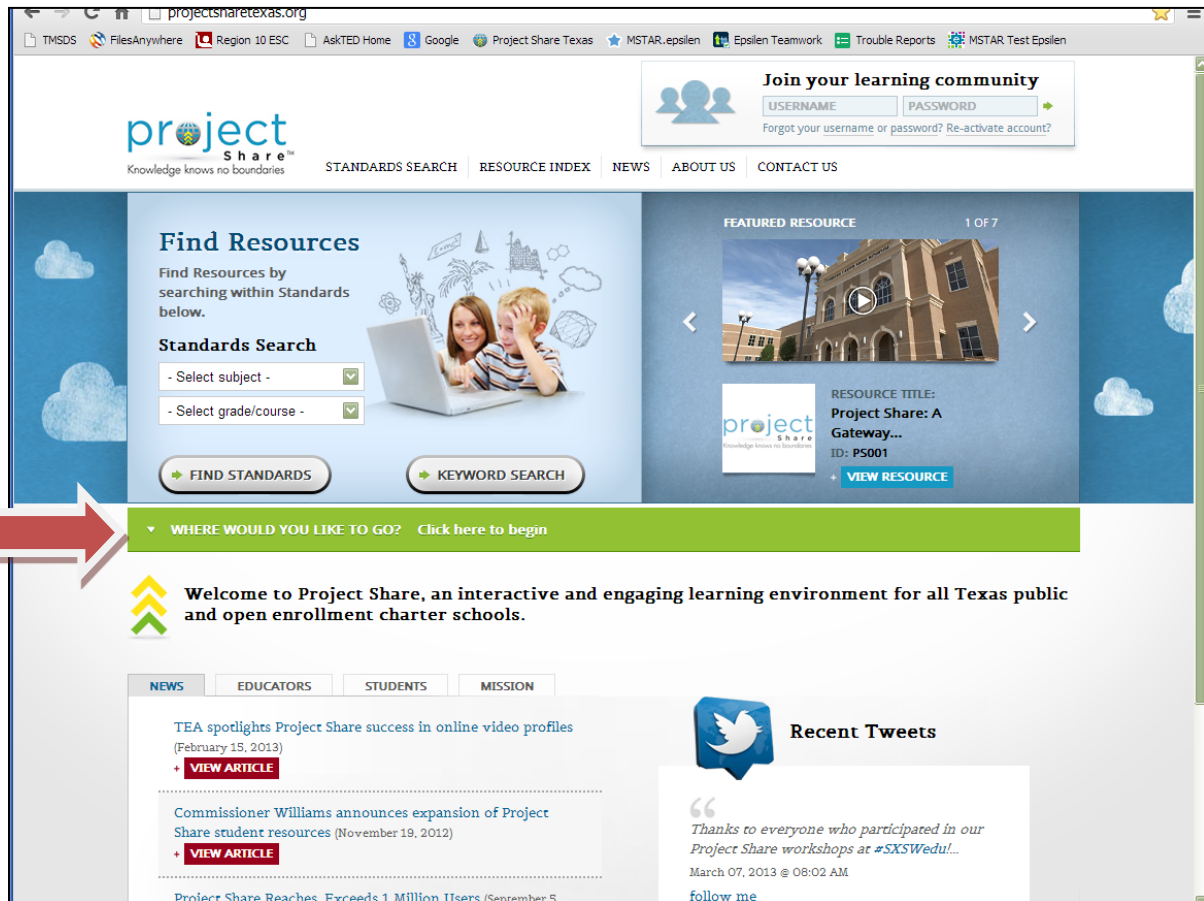 projectsharetexas.org
TMSDS FilesAnywhere Region 10 ESC AskTED Home Google Project Share Texas MSTAR.epsilen Epsilen Teamwork Trouble Reports MSTAR Test Epsilen
Join your learning community
USERNAME PASSWORD
Forgot your username or password? Re-activate account?
project
Share™
Knowledge knows no boundaries
STANDARDS SEARCH RESOURCE INDEX NEWS ABOUT US CONTACT US
Find Resources
Find Resources by
searching within Standards
below.
Standards Search
- Select subject -
- Select grade/course -
FIND STANDARDS KEYWORD SEARCH
FEATURED RESOURCE 1 OF 7
project
Share
Knowledge knows no boundaries
RESOURCE TITLE:
Project Share: A
Gateway...
ID: PS001
+ VIEW RESOURCE
WHERE WOULD YOU LIKE TO GO? Click here to begin
Welcome to Project Share, an interactive and engaging learning environment for all Texas public
and open enrollment charter schools.
NEWS EDUCATORS STUDENTS MISSION
TEA spotlights Project Share success in online video profiles
(February 15, 2013)
+ VIEW ARTICLE
Commissioner Williams announces expansion of Project
Share student resources (November 19, 2012)
+ VIEW ARTICLE
Project Share Reaches, Exceeds 1 Million Users (September 5,
Recent Tweets
Thanks to everyone who participated in our
Project Share workshops at #SXSWedu!...
March 07, 2013 @ 08:02 AM
follow me